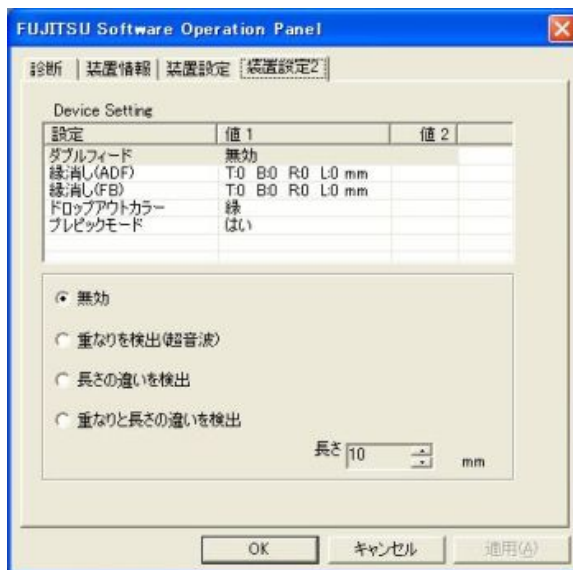 FUJITSU Software Operation Panel
診断 装置情報 装置設定 装置設定2
Device Setting
設定 値 1 値 2
ダブルフィード 無効
縁消し(ADF) T:0 B:0 R:0 L:0 mm
縁消し(FB) T:0 B:0 R:0 L:0 mm
ドロップアウトカラー 緑
プレピックモード はい
無効
重なりを検出(超音波)
長さの違いを検出
重なりと長さの違いを検出
長さ 10 mm
OK キャンセル 適用(A)